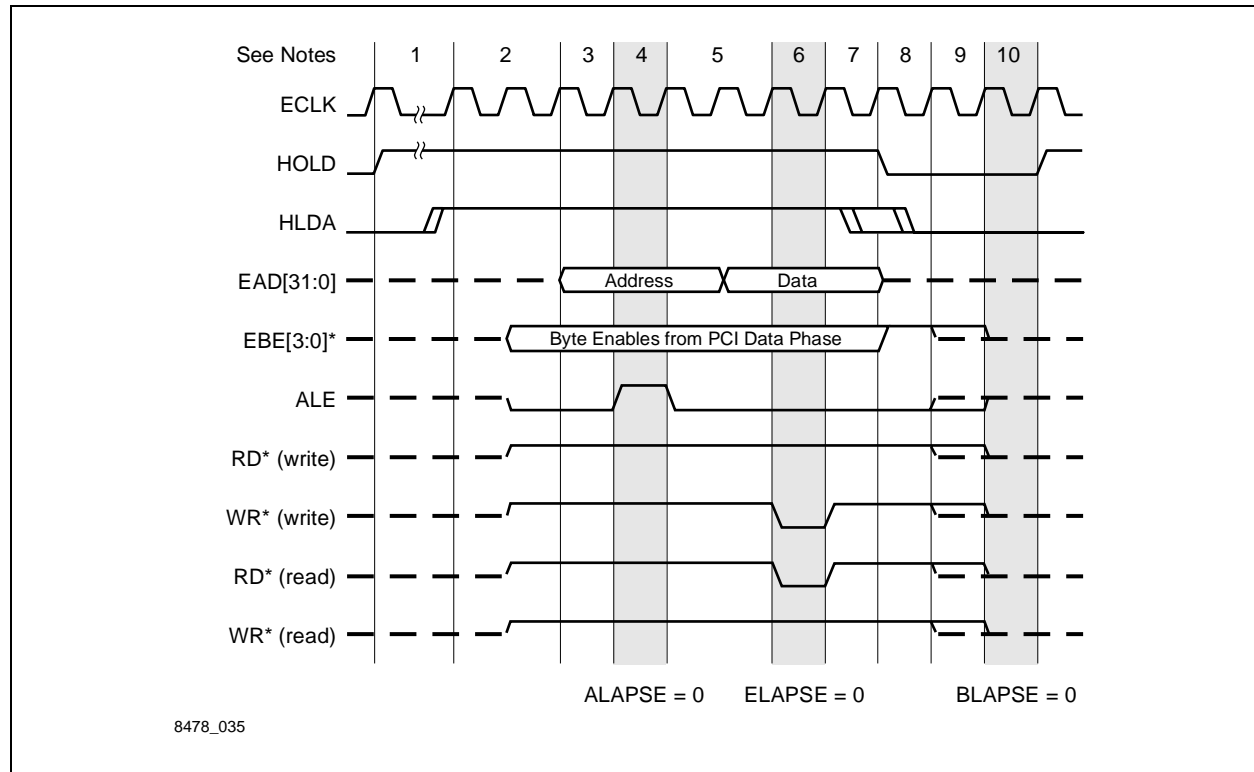 See Notes 1 2 3 4 5 6 7 8 9 10
ECLK
HOLD
HLDA
EAD[31:0] Address Data
EBE[3:0]* Byte Enables from PCI Data Phase
ALE
RD* (write)
WR* (write)
RD* (read)
WR* (read)
ALAPSE = 0 ELAPSE = 0 BLAPSE = 0
8478_035